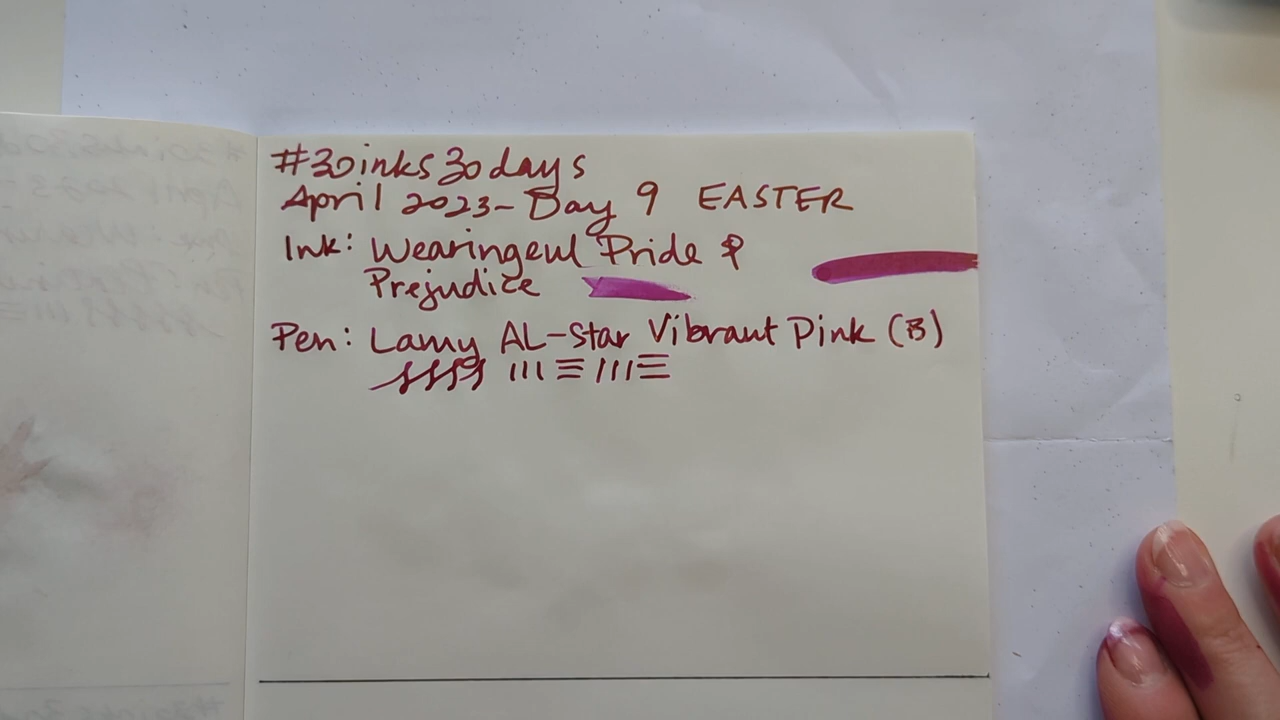 #30inks30days
April 2023 - Day 9 EASTER
Ink: Wearingeul Pride &
Prejudice
Pen: Lamy AL-Star Vibrant Pink (B)